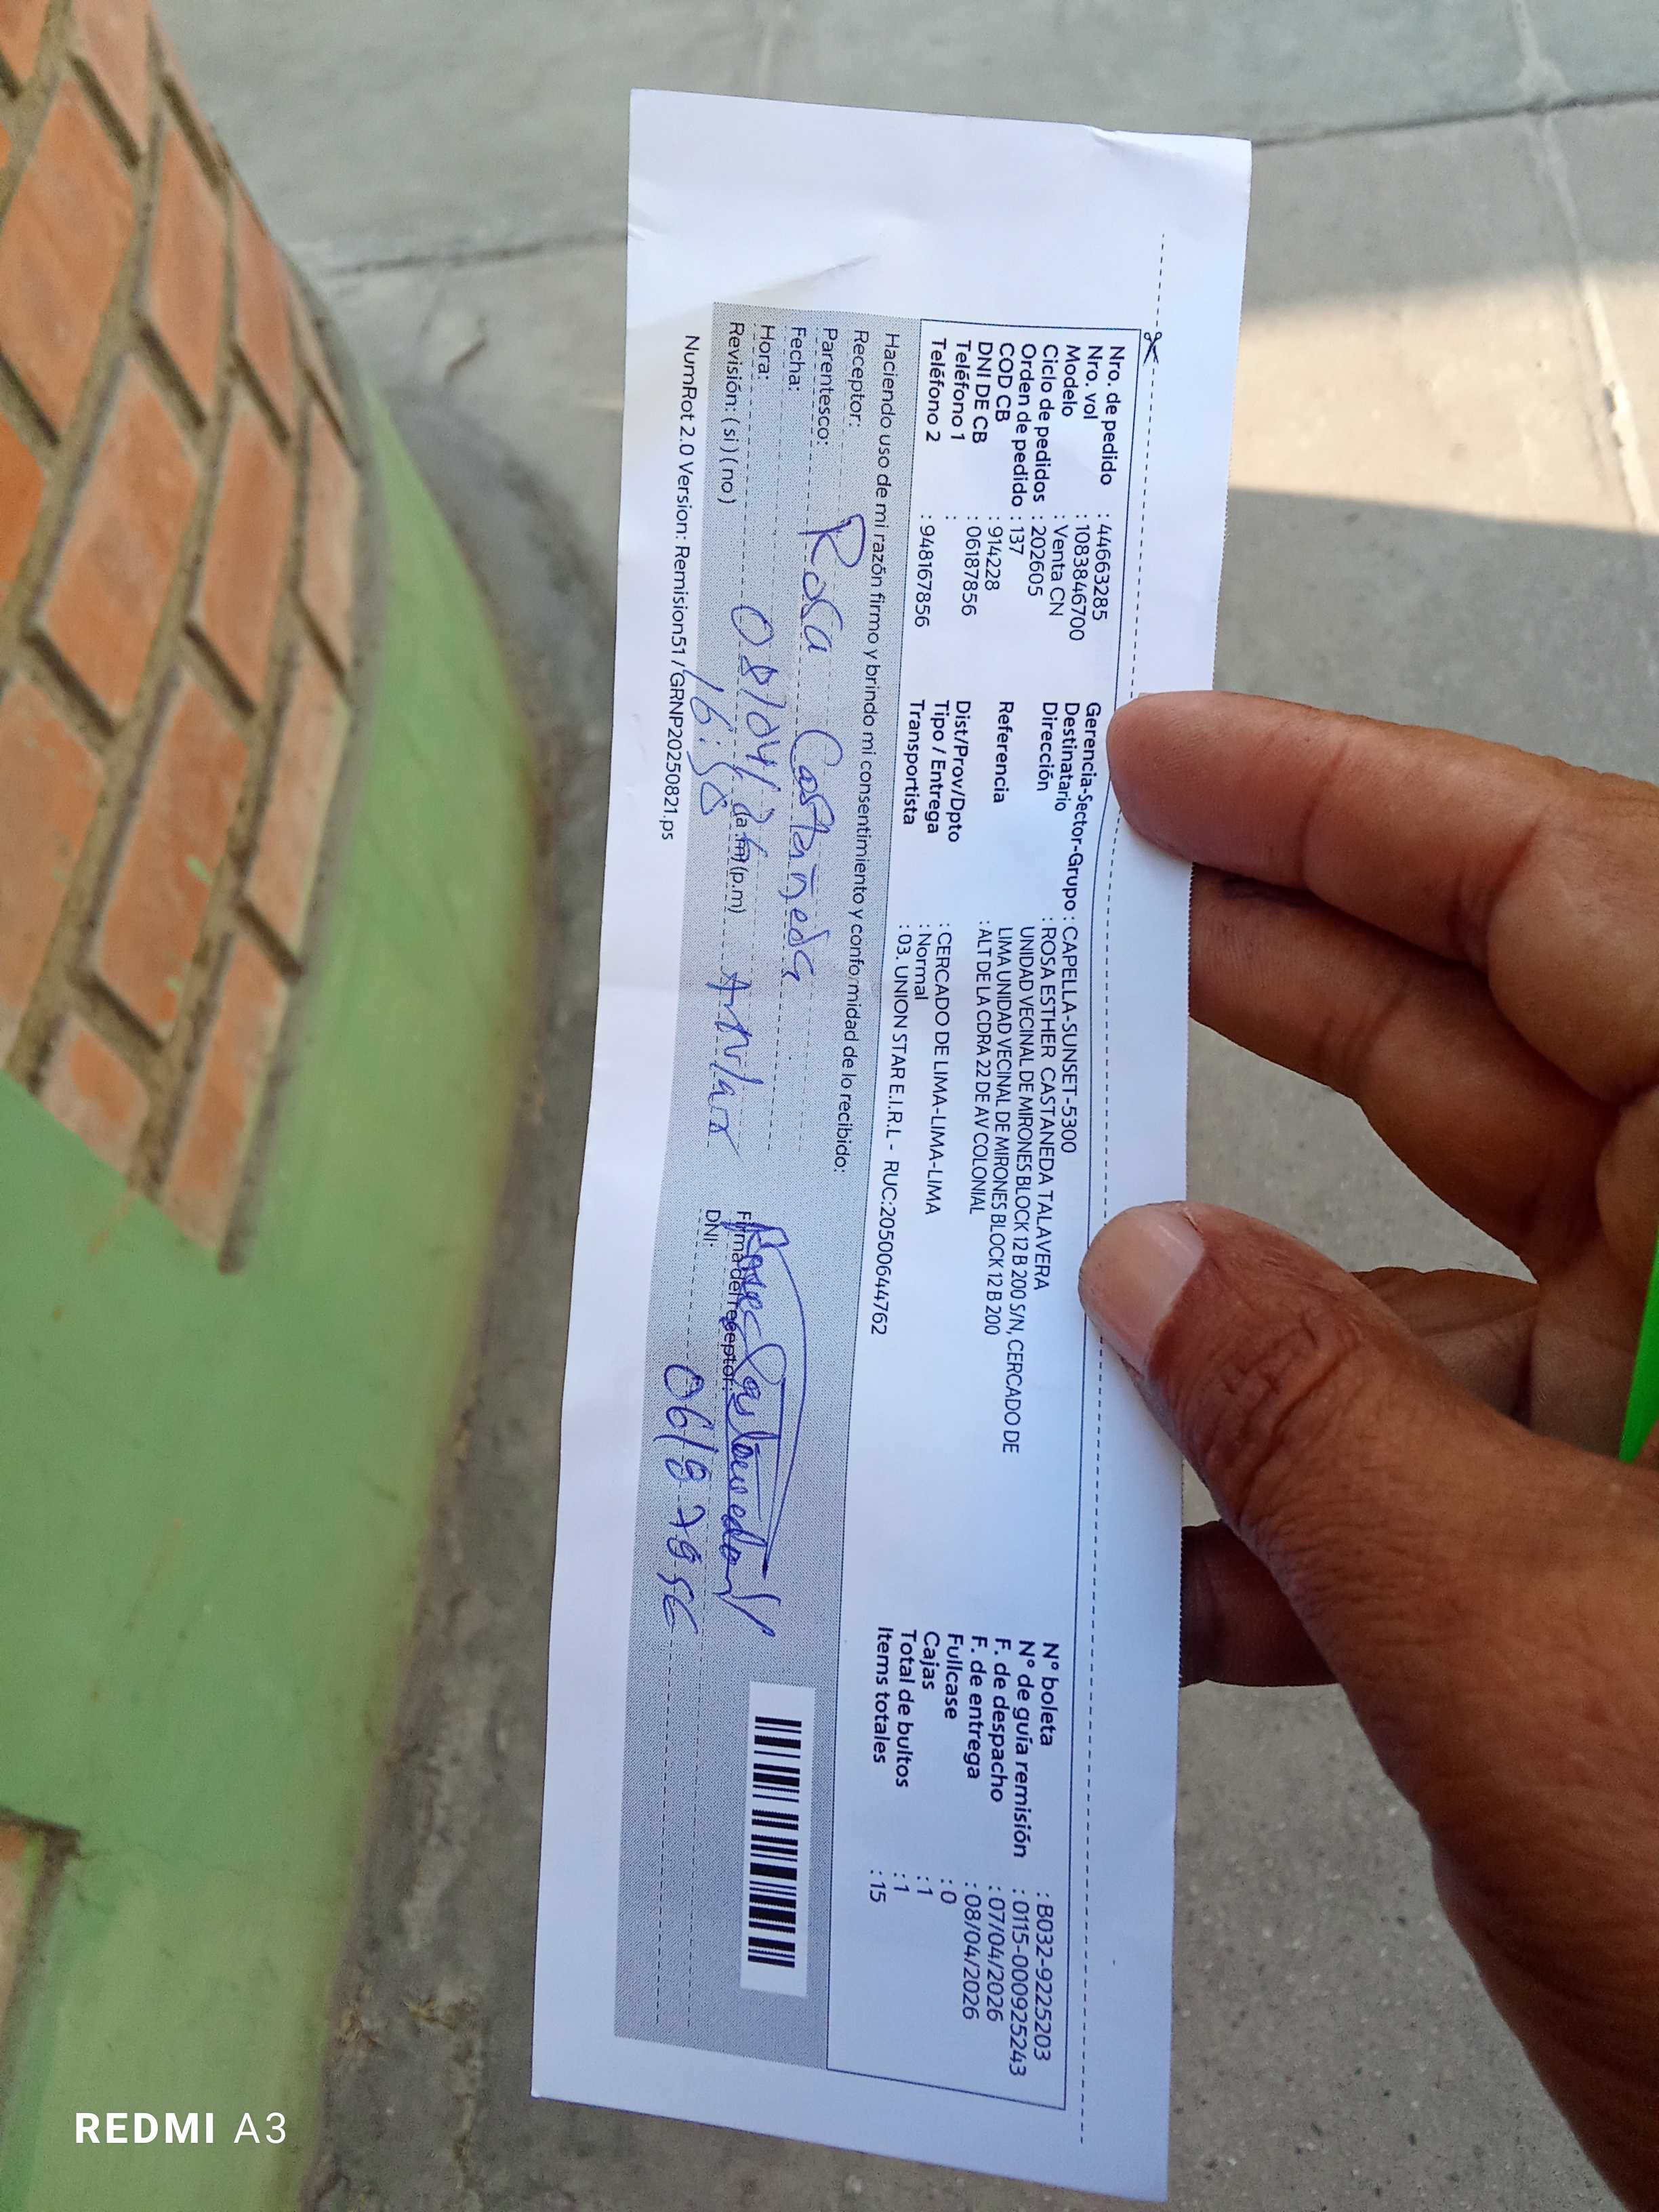 Nro. de pedido : 44663285
Nro. vol : 1083846700
Modelo : Venta CN
Ciclo de pedidos : 202605
Orden de pedido : 137
COD CB : 914228
DNI DE CB : 06187856
Teléfono 1 :
Teléfono 2 : 948167856
Gerencia-Sector-Grupo : CAPELLA-SUNSET-5300
Destinatario : ROSA ESTHER CASTANEDA TALAVERA
Dirección UNIDAD VECINAL DE MIRONES BLOCK 12 B 200 S/N, CERCADO DE
LIMA UNIDAD VECINAL DE MIRONES BLOCK 12 B 200
Referencia : ALT DE LA CDRA 22 DE AV COLONIAL
Dist/Prov/Dpto : CERCADO DE LIMA-LIMA-LIMA
Tipo / Entrega : Normal
Transportista : 03. UNION STAR E.I.R.L - RUC:20500644762
N° boleta : B032-9225203
N° de guía remisión : 0115-000925243
F. de despacho : 07/04/2026
F. de entrega : 08/04/2026
Fullcase : 0
Cajas : 1
Total de bultos : 1
Items totales : 15
Haciendo uso de mi razón firmo y brindo mi consentimiento y conformidad de lo recibido:
Receptor: Rosa Castañeda
Parentesco:
Fecha: 08/04/26
Hora: 16:58 (a.m) (p.m)
Revisión: ( si ) ( no )
Firma del receptor:
DNI: 06187856
NumRot 2.0 Version: Remision51 / GRNP20250821.ps
REDMI A3